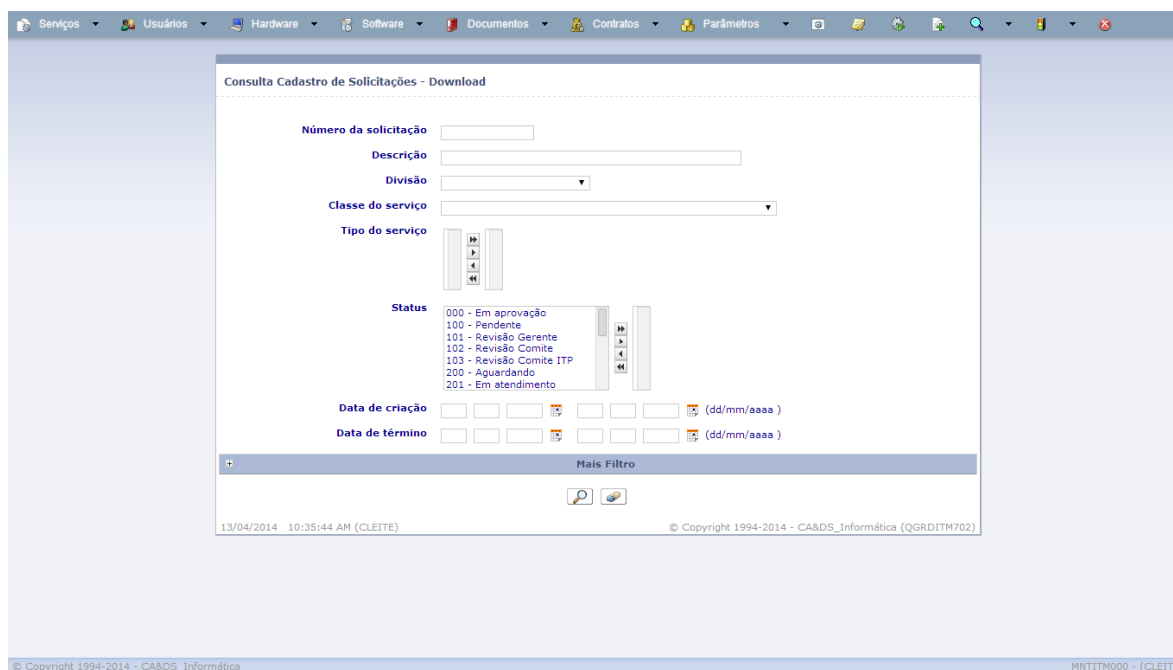 Serviços Usuários Hardware Software Documentos Contratos Parâmetros
Consulta Cadastro de Solicitações - Download
Número da solicitação
Descrição
Divisão
Classe do serviço
Tipo do serviço
Status
000 - Em aprovação
100 - Pendente
101 - Revisão Gerente
102 - Revisão Comite
103 - Revisão Comite ITP
200 - Aguardando
201 - Em atendimento
Data de criação (dd/mm/aaaa )
Data de término (dd/mm/aaaa )
Mais Filtro
13/04/2014 10:35:44 AM (CLEITE) © Copyright 1994-2014 - CA&DS_Informática (QGRDITM702)
© Copyright 1994-2014 - CA&DS_Informática MNTITM000 - (CLEIT